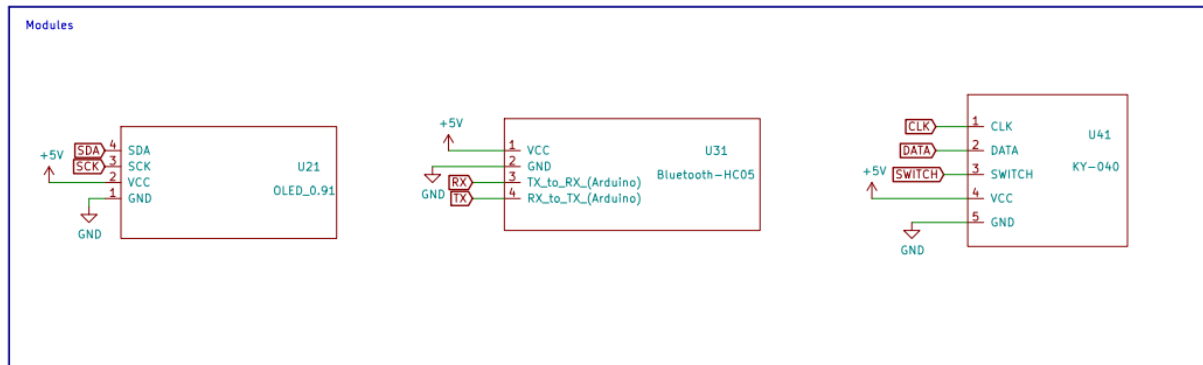 Modules
+5V
SDA 4 SDA
SCK 3 SCK
2 VCC
1 GND
GND
U21
OLED_0.91
+5V
1 VCC
2 GND
GND
RX 3 TX_to_RX_(Arduino)
TX 4 RX_to_TX_(Arduino)
U31
Bluetooth-HC05
CLK 1 CLK
DATA 2 DATA
SWITCH 3 SWITCH
+5V
4 VCC
5 GND
GND
U41
KY-040